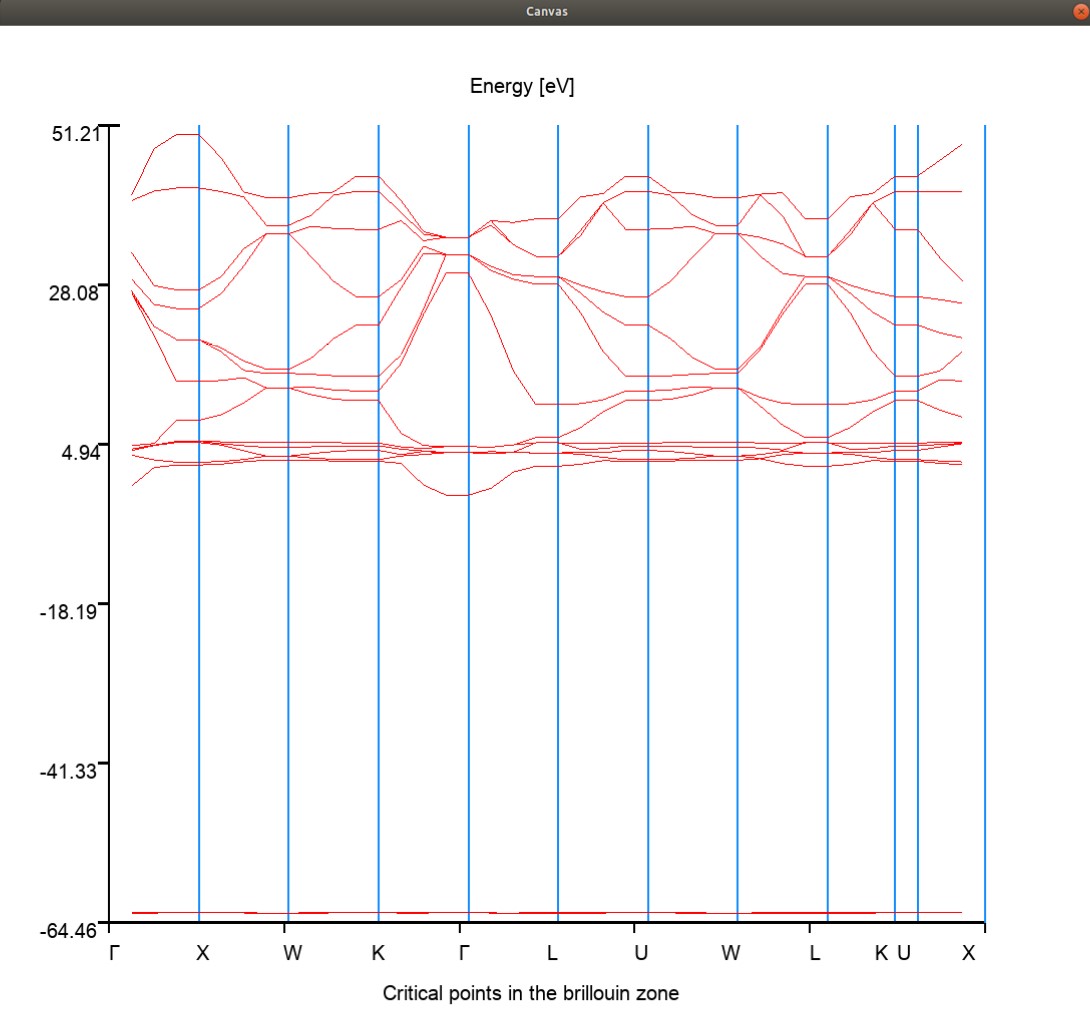 Canvas
Energy [eV]
51.21
28.08
4.94
-18.19
-41.33
-64.46
Γ X W K Γ L U W L K U X
Critical points in the brillouin zone